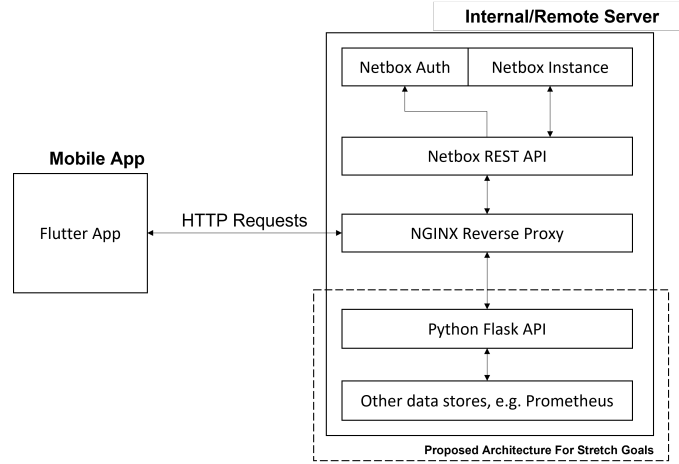 Internal/Remote Server
Netbox Auth
Netbox Instance
Netbox REST API
Mobile App
Flutter App
HTTP Requests
NGINX Reverse Proxy
Python Flask API
Other data stores, e.g. Prometheus
Proposed Architecture For Stretch Goals